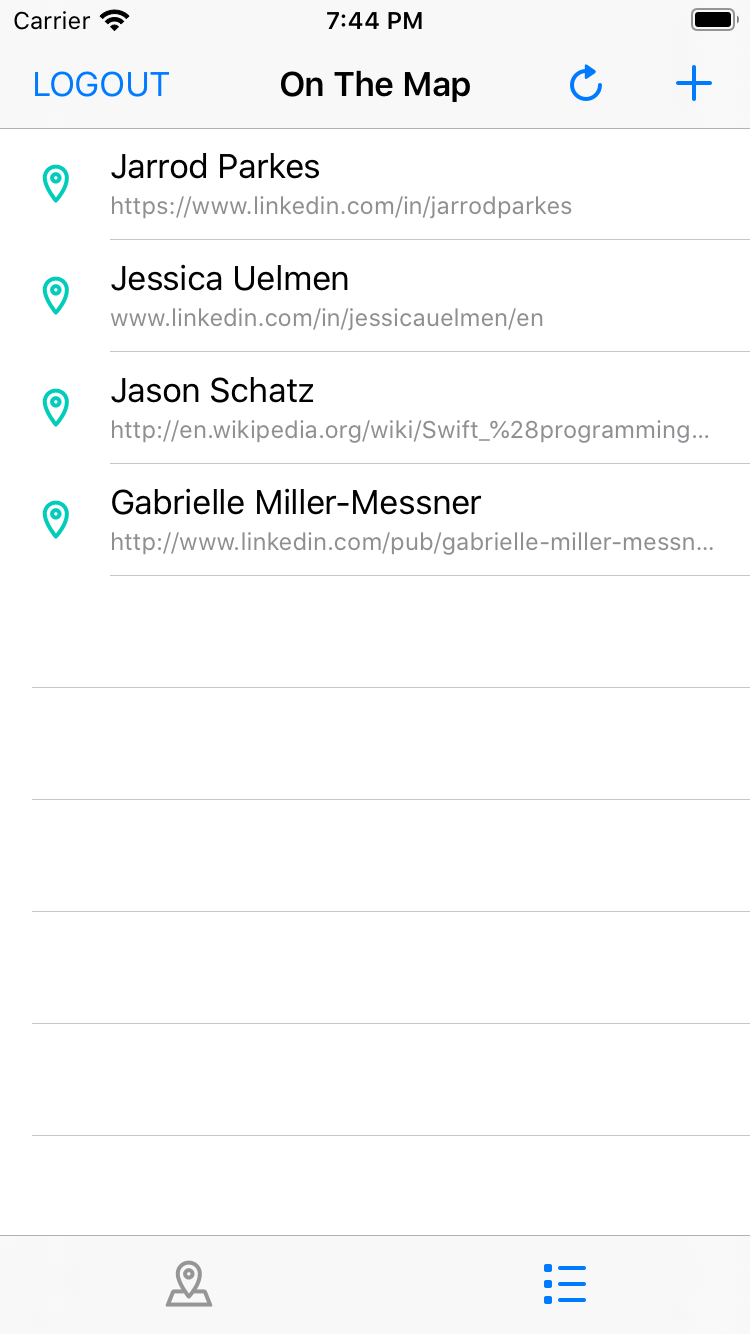 Carrier 7:44 PM
LOGOUT On The Map
Jarrod Parkes
https://www.linkedin.com/in/jarrodparkes
Jessica Uelmen
www.linkedin.com/in/jessicauelmen/en
Jason Schatz
http://en.wikipedia.org/wiki/Swift_%28programming...
Gabrielle Miller-Messner
http://www.linkedin.com/pub/gabrielle-miller-messn...